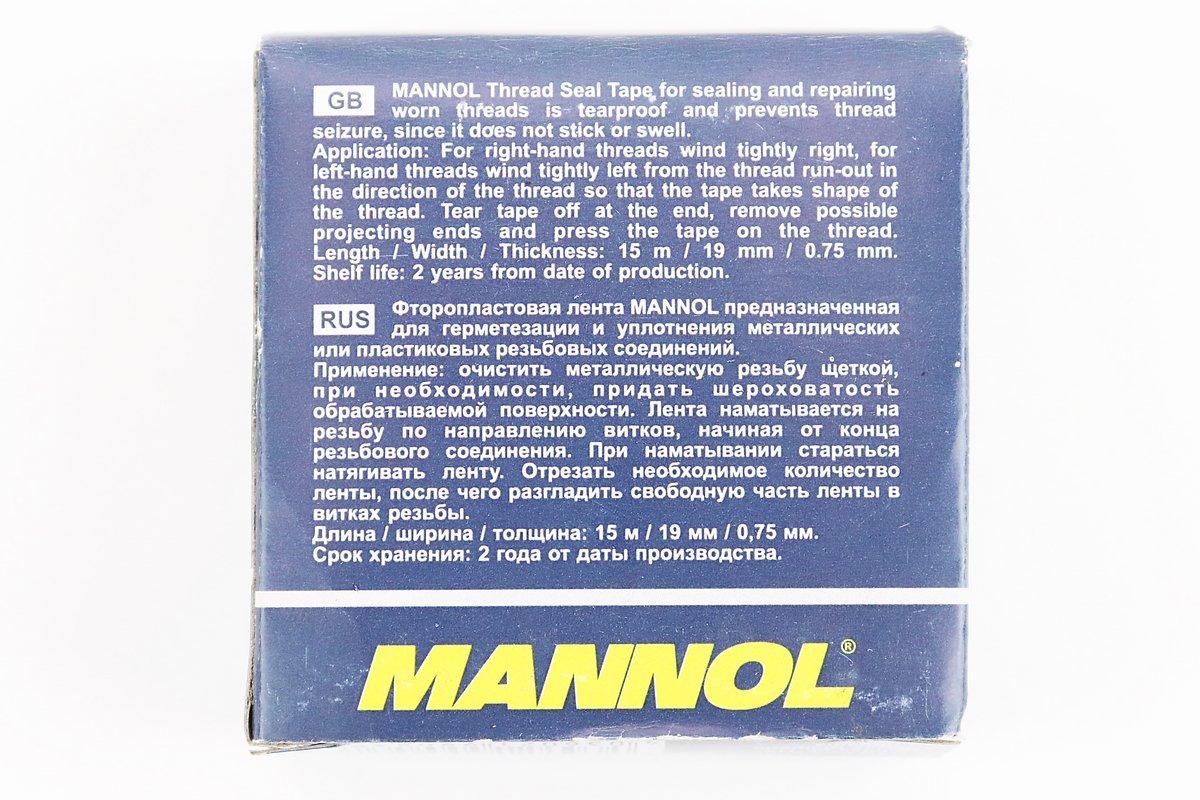 GB MANNOL Thread Seal Tape for sealing and repairing
worn threads is tearproof and prevents thread
seizure, since it does not stick or swell.
Application: For right-hand threads wind tightly right, for
left-hand threads wind tightly left from the thread run-out in
the direction of the thread so that the tape takes shape of
the thread. Tear tape off at the end, remove possible
projecting ends and press the tape on the thread.
Length / Width / Thickness: 15 m / 19 mm / 0.75 mm.
Shelf life: 2 years from date of production.
RUS Фторопластовая лента MANNOL предназначенная
для герметезации и уплотнения металлических
или пластиковых резьбовых соединений.
Применение: очистить металлическую резьбу щеткой,
при необходимости, придать шероховатость
обрабатываемой поверхности. Лента наматывается на
резьбу по направлению витков, начиная от конца
резьбового соединения. При наматывании стараться
натягивать ленту. Отрезать необходимое количество
ленты, после чего разгладить свободную часть ленты в
витках резьбы.
Длина / ширина / толщина: 15 м / 19 мм / 0,75 мм.
Срок хранения: 2 года от даты производства.
MANNOL®